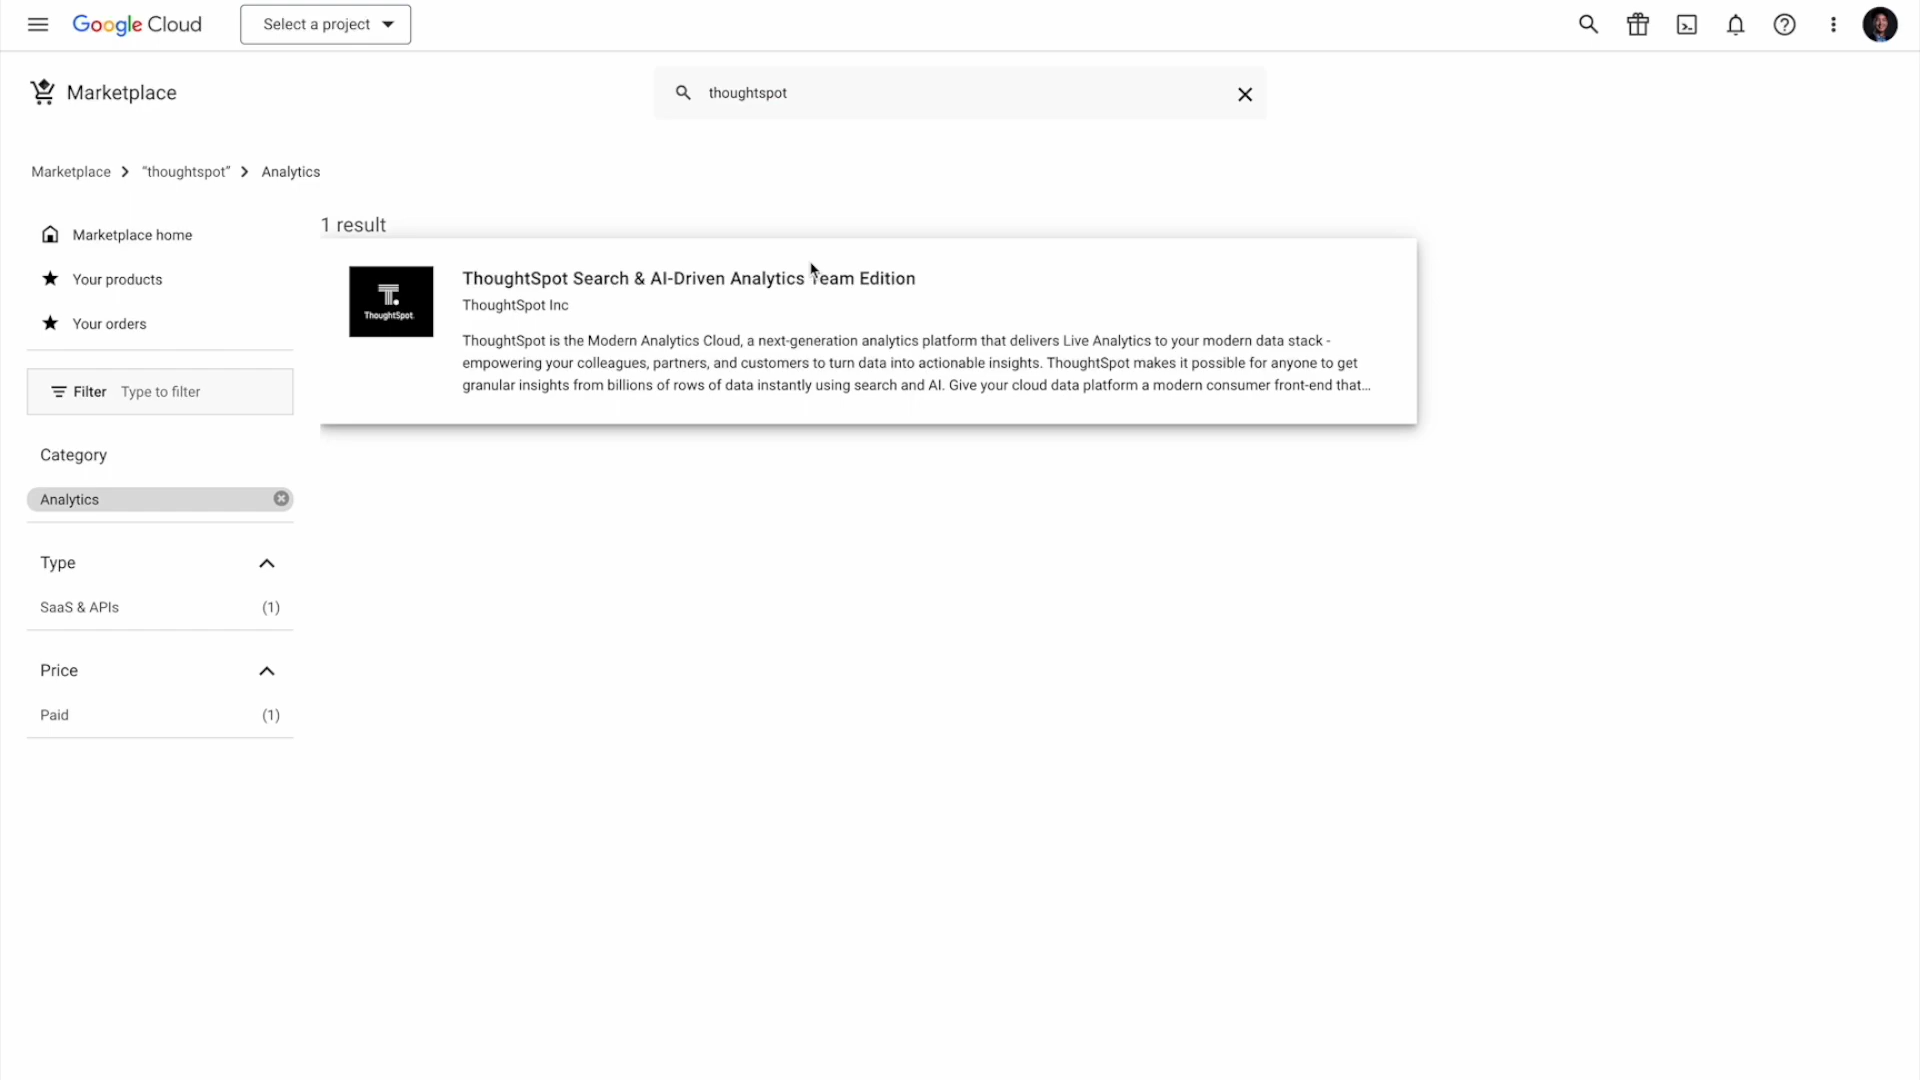 Google Cloud
Select a project
Marketplace
thoughtspot
Marketplace
“thoughtspot”
Analytics
Marketplace home
Your products
Your orders
Filter Type to filter
Category
Analytics
Type
SaaS & APIs (1)
Price
Paid (1)
1 result
ThoughtSpot
ThoughtSpot Search & AI-Driven Analytics Team Edition
ThoughtSpot Inc
ThoughtSpot is the Modern Analytics Cloud, a next-generation analytics platform that delivers Live Analytics to your modern data stack -
empowering your colleagues, partners, and customers to turn data into actionable insights. ThoughtSpot makes it possible for anyone to get
granular insights from billions of rows of data instantly using search and AI. Give your cloud data platform a modern consumer front-end that...